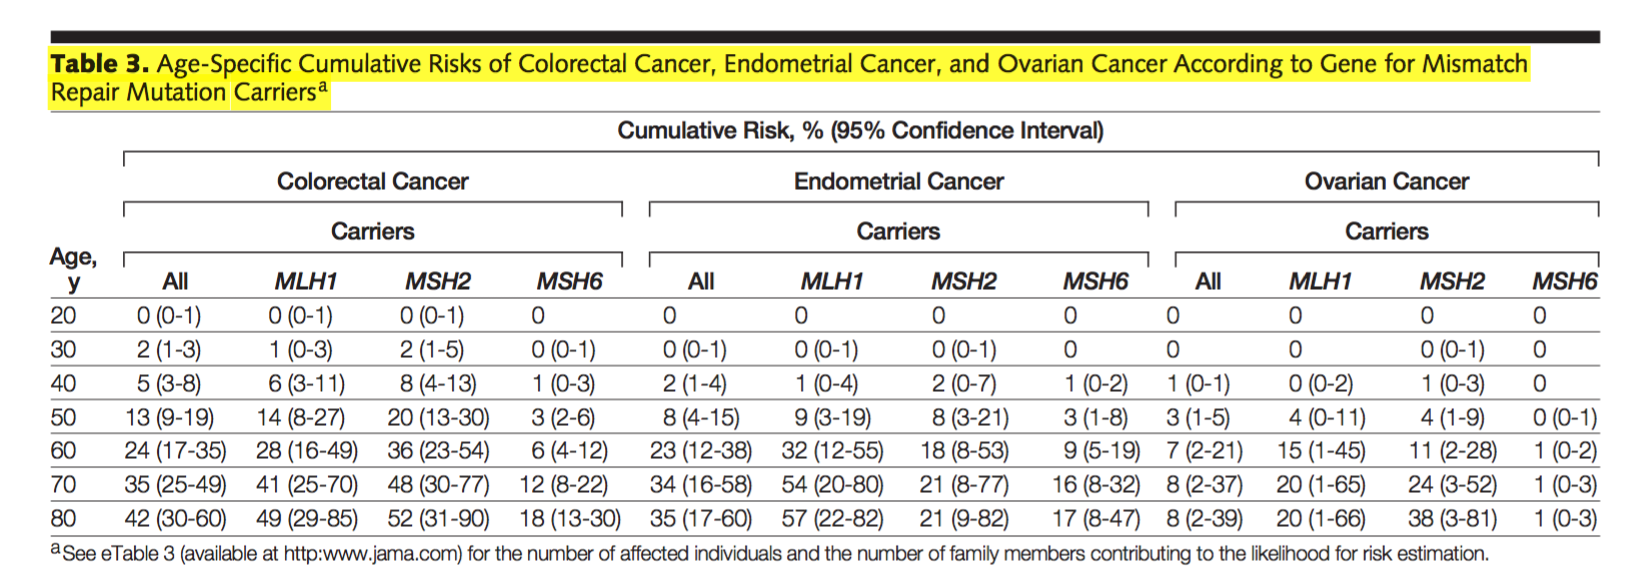 Table 3. Age-Specific Cumulative Risks of Colorectal Cancer, Endometrial Cancer, and Ovarian Cancer According to Gene for Mismatch
Repair Mutation Carriersa
Cumulative Risk, % (95% Confidence Interval)
Colorectal Cancer Endometrial Cancer Ovarian Cancer
Carriers Carriers Carriers
Age,
y All MLH1 MSH2 MSH6 All MLH1 MSH2 MSH6 All MLH1 MSH2 MSH6
20 0 (0-1) 0 (0-1) 0 (0-1) 0 0 0 0 0 0 0 0 0
30 2 (1-3) 1 (0-3) 2 (1-5) 0 (0-1) 0 (0-1) 0 (0-1) 0 (0-1) 0 0 0 0 (0-1) 0
40 5 (3-8) 6 (3-11) 8 (4-13) 1 (0-3) 2 (1-4) 1 (0-4) 2 (0-7) 1 (0-2) 1 (0-1) 0 (0-2) 1 (0-3) 0
50 13 (9-19) 14 (8-27) 20 (13-30) 3 (2-6) 8 (4-15) 9 (3-19) 8 (3-21) 3 (1-8) 3 (1-5) 4 (0-11) 4 (1-9) 0 (0-1)
60 24 (17-35) 28 (16-49) 36 (23-54) 6 (4-12) 23 (12-38) 32 (12-55) 18 (8-53) 9 (5-19) 7 (2-21) 15 (1-45) 11 (2-28) 1 (0-2)
70 35 (25-49) 41 (25-70) 48 (30-77) 12 (8-22) 34 (16-58) 54 (20-80) 21 (8-77) 16 (8-32) 8 (2-37) 20 (1-65) 24 (3-52) 1 (0-3)
80 42 (30-60) 49 (29-85) 52 (31-90) 18 (13-30) 35 (17-60) 57 (22-82) 21 (9-82) 17 (8-47) 8 (2-39) 20 (1-66) 38 (3-81) 1 (0-3)
a See eTable 3 (available at http:www.jama.com) for the number of affected individuals and the number of family members contributing to the likelihood for risk estimation.